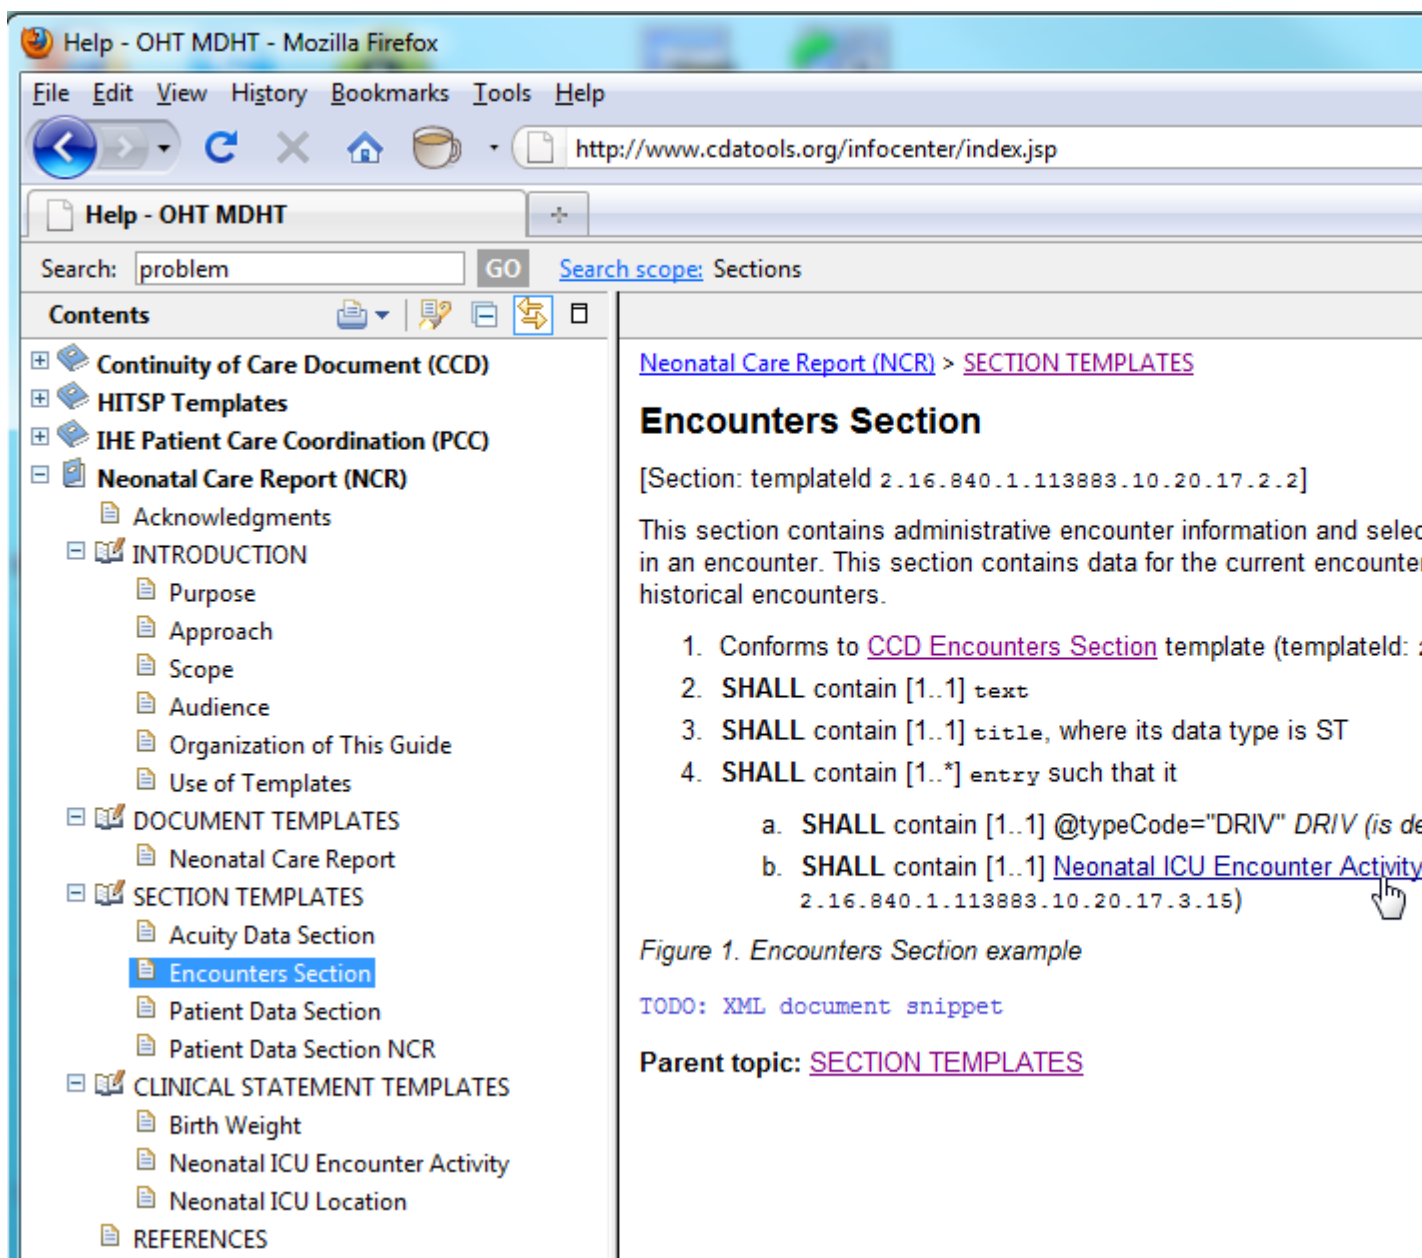 Help - OHT MDHT - Mozilla Firefox
File Edit View History Bookmarks Tools Help
http://www.cdatools.org/infocenter/index.jsp
Help - OHT MDHT
Search: problem GO Search scope: Sections
Contents
Continuity of Care Document (CCD)
HITSP Templates
IHE Patient Care Coordination (PCC)
Neonatal Care Report (NCR)
Acknowledgments
INTRODUCTION
Purpose
Approach
Scope
Audience
Organization of This Guide
Use of Templates
DOCUMENT TEMPLATES
Neonatal Care Report
SECTION TEMPLATES
Acuity Data Section
Encounters Section
Patient Data Section
Patient Data Section NCR
CLINICAL STATEMENT TEMPLATES
Birth Weight
Neonatal ICU Encounter Activity
Neonatal ICU Location
REFERENCES
Neonatal Care Report (NCR) > SECTION TEMPLATES
Encounters Section
[Section: templateId 2.16.840.1.113883.10.20.17.2.2]
This section contains administrative encounter information and selec
in an encounter. This section contains data for the current encounter
historical encounters.
1. Conforms to CCD Encounters Section template (templateId:
2. SHALL contain [1..1] text
3. SHALL contain [1..1] title, where its data type is ST
4. SHALL contain [1..*] entry such that it
a. SHALL contain [1..1] @typeCode="DRIV" DRIV (is de
b. SHALL contain [1..1] Neonatal ICU Encounter Activity
2.16.840.1.113883.10.20.17.3.15)
Figure 1. Encounters Section example
TODO: XML document snippet
Parent topic: SECTION TEMPLATES